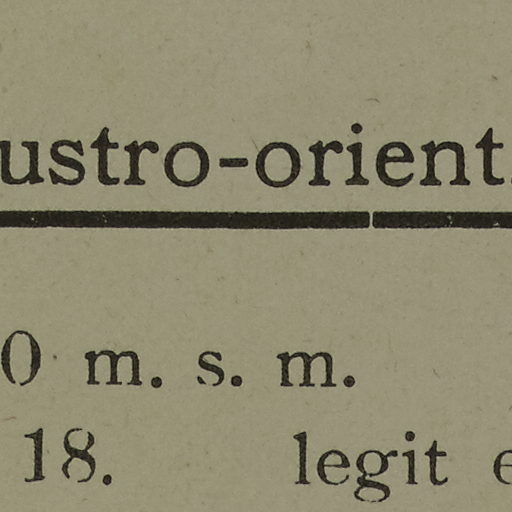 ustro-orient.
0 m. s. m.
18. legit e